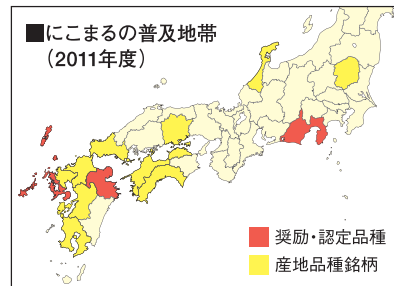 ■にこまるの普及地帯
（2011年度）
奨励・認定品種
産地品種銘柄